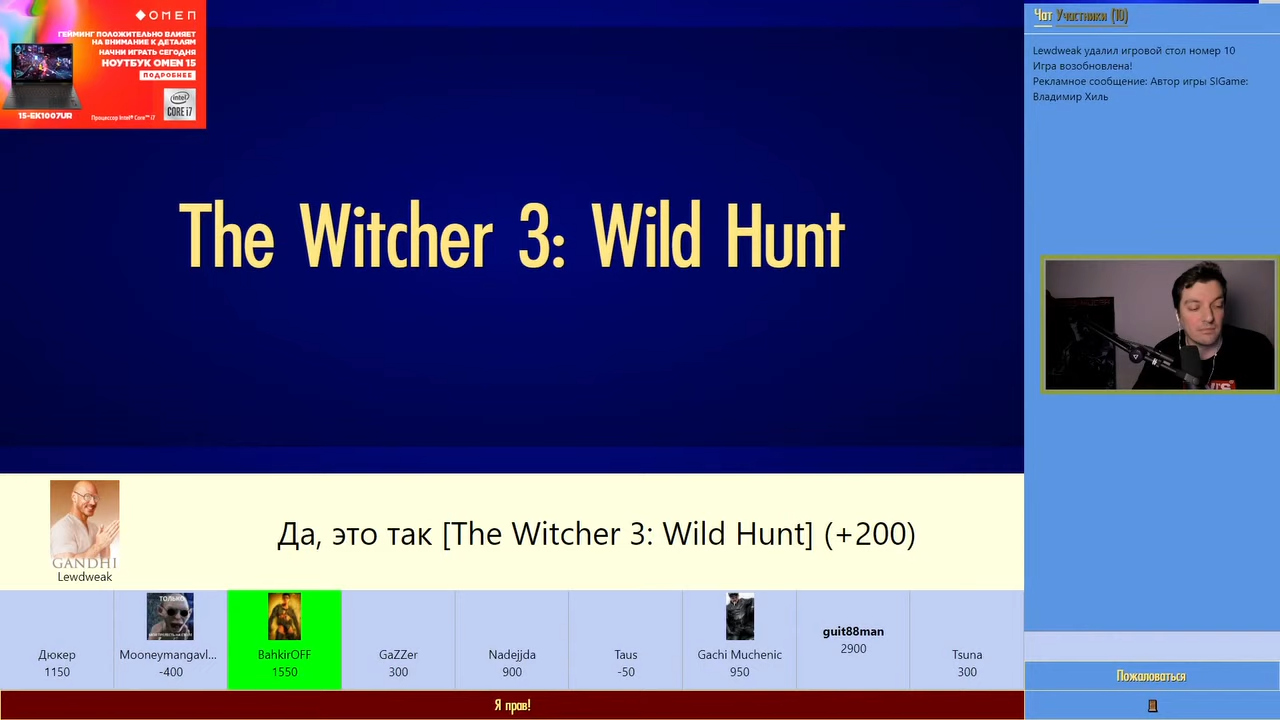 ОМЕП
ГЕЙМИНГ ПОЛОЖИТЕЛЬНО ВЛИЯЕТ
НА ВНИМАНИЕ К ДЕТАЛЯМ
НАЧНИ ИГРАТЬ СЕГОДНЯ
НОУТБУК OMEN 15
ПОДРОБНЕЕ
intel
CORE i7
15-EK1007UR
Процессор Intel® Core™ i7
The Witcher 3: Wild Hunt
Чат Участники (10)
Lewdweak удалил игровой стол номер 10
Игра возобновлена!
Рекламное сообщение: Автор игры SIGame:
Владимир Хиль
GANDHI
Lewdweak
Да, это так [The Witcher 3: Wild Hunt] (+200)
ТОЛЬКО
Дюкер
1150
Mooneymangavl...
-400
BahkirOFF
1550
GaZZer
300
Nadejjda
900
Taus
-50
Gachi Muchenic
950
guit88man
2900
Tsuna
300
Я прав!
Пожаловаться